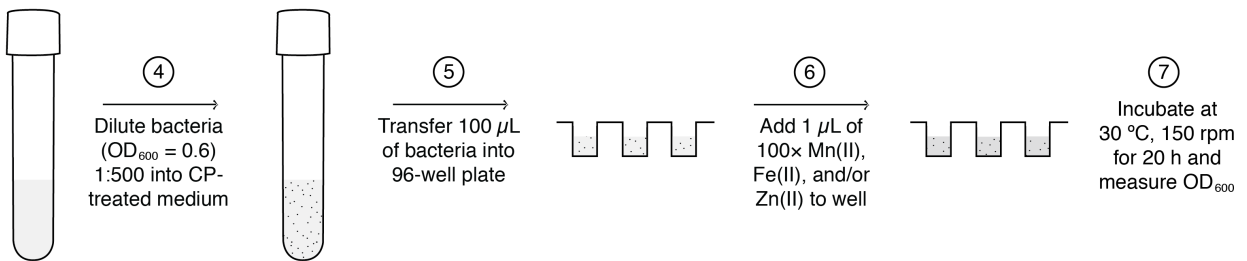 ④
Dilute bacteria
(OD₆₀₀ = 0.6)
1:500 into CP-
treated medium
⑤
Transfer 100 µL
of bacteria into
96-well plate
⑥
Add 1 µL of
100× Mn(II),
Fe(II), and/or
Zn(II) to well
⑦
Incubate at
30 ºC, 150 rpm
for 20 h and
measure OD₆₀₀